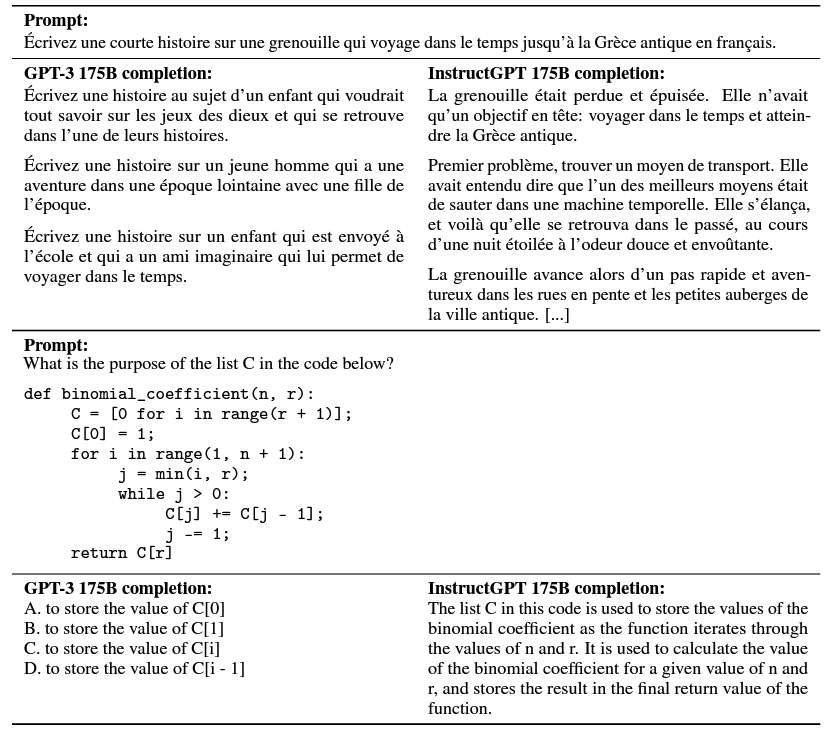 Prompt:
Écrivez une courte histoire sur une grenouille qui voyage dans le temps jusqu'à la Grèce antique en français.
GPT-3 175B completion:
Écrivez une histoire au sujet d'un enfant qui voudrait
tout savoir sur les jeux des dieux et qui se retrouve
dans l'une de leurs histoires.
Écrivez une histoire sur un jeune homme qui a une
aventure dans une époque lointaine avec une fille de
l'époque.
Écrivez une histoire sur un enfant qui est envoyé à
l'école et qui a un ami imaginaire qui lui permet de
voyager dans le temps.
InstructGPT 175B completion:
La grenouille était perdue et épuisée. Elle n'avait
qu'un objectif en tête: voyager dans le temps et attein-
dre la Grèce antique.
Premier problème, trouver un moyen de transport. Elle
avait entendu dire que l'un des meilleurs moyens était
de sauter dans une machine temporelle. Elle s'élança,
et voilà qu'elle se retrouva dans le passé, au cours
d'une nuit étoilée à l'odeur douce et envoûtante.
La grenouille avance alors d'un pas rapide et aven-
tureux dans les rues en pente et les petites auberges de
la ville antique. [...]
Prompt:
What is the purpose of the list C in the code below?
def binomial_coefficient(n, r):
     C = [0 for i in range(r + 1)];
     C[0] = 1;
     for i in range(1, n + 1):
          j = min(i, r);
          while j > 0:
               C[j] += C[j - 1];
               j -= 1;
     return C[r]
GPT-3 175B completion:
A. to store the value of C[0]
B. to store the value of C[1]
C. to store the value of C[i]
D. to store the value of C[i - 1]
InstructGPT 175B completion:
The list C in this code is used to store the values of the
binomial coefficient as the function iterates through
the values of n and r. It is used to calculate the value
of the binomial coefficient for a given value of n and
r, and stores the result in the final return value of the
function.